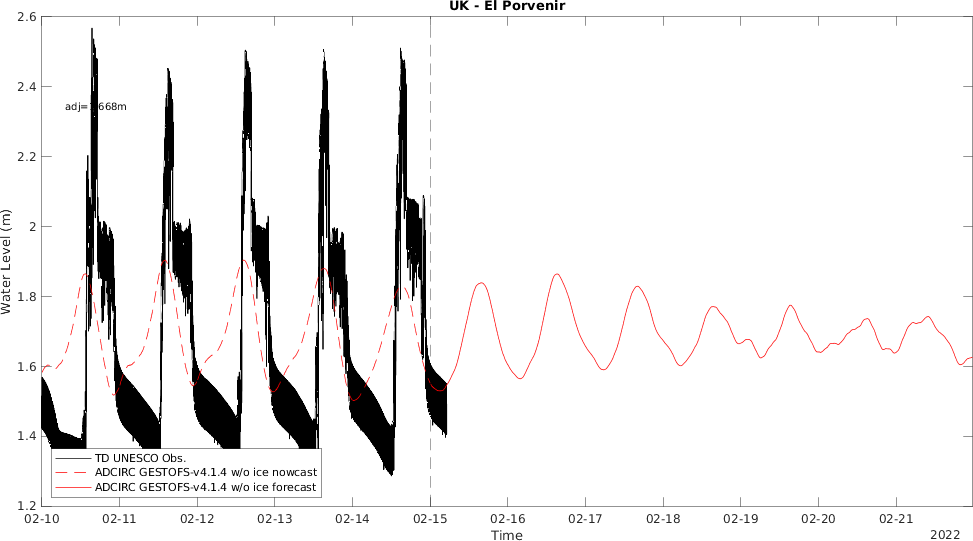 UK - El Porvenir
2.6
2.4
adj= 668m
2.2
2
1.8
1.6
1.4
1.2
Water Level (m)
TD UNESCO Obs.
ADCIRC GESTOFS-v4.1.4 w/o ice nowcast
ADCIRC GESTOFS-v4.1.4 w/o ice forecast
02-10 02-11 02-12 02-13 02-14 02-15 02-16 02-17 02-18 02-19 02-20 02-21
Time
2022